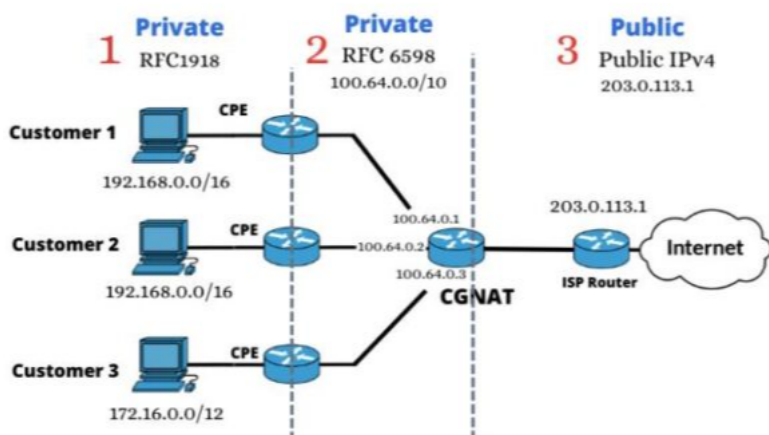 1 Private
RFC1918
2 Private
RFC 6598
100.64.0.0/10
3 Public
Public IPv4
203.0.113.1
CPE
Customer 1
192.168.0.0/16
100.64.0.1
203.0.113.1
CPE
Customer 2
100.64.0.2
Internet
192.168.0.0/16
100.64.0.3
ISP Router
CGNAT
CPE
Customer 3
172.16.0.0/12